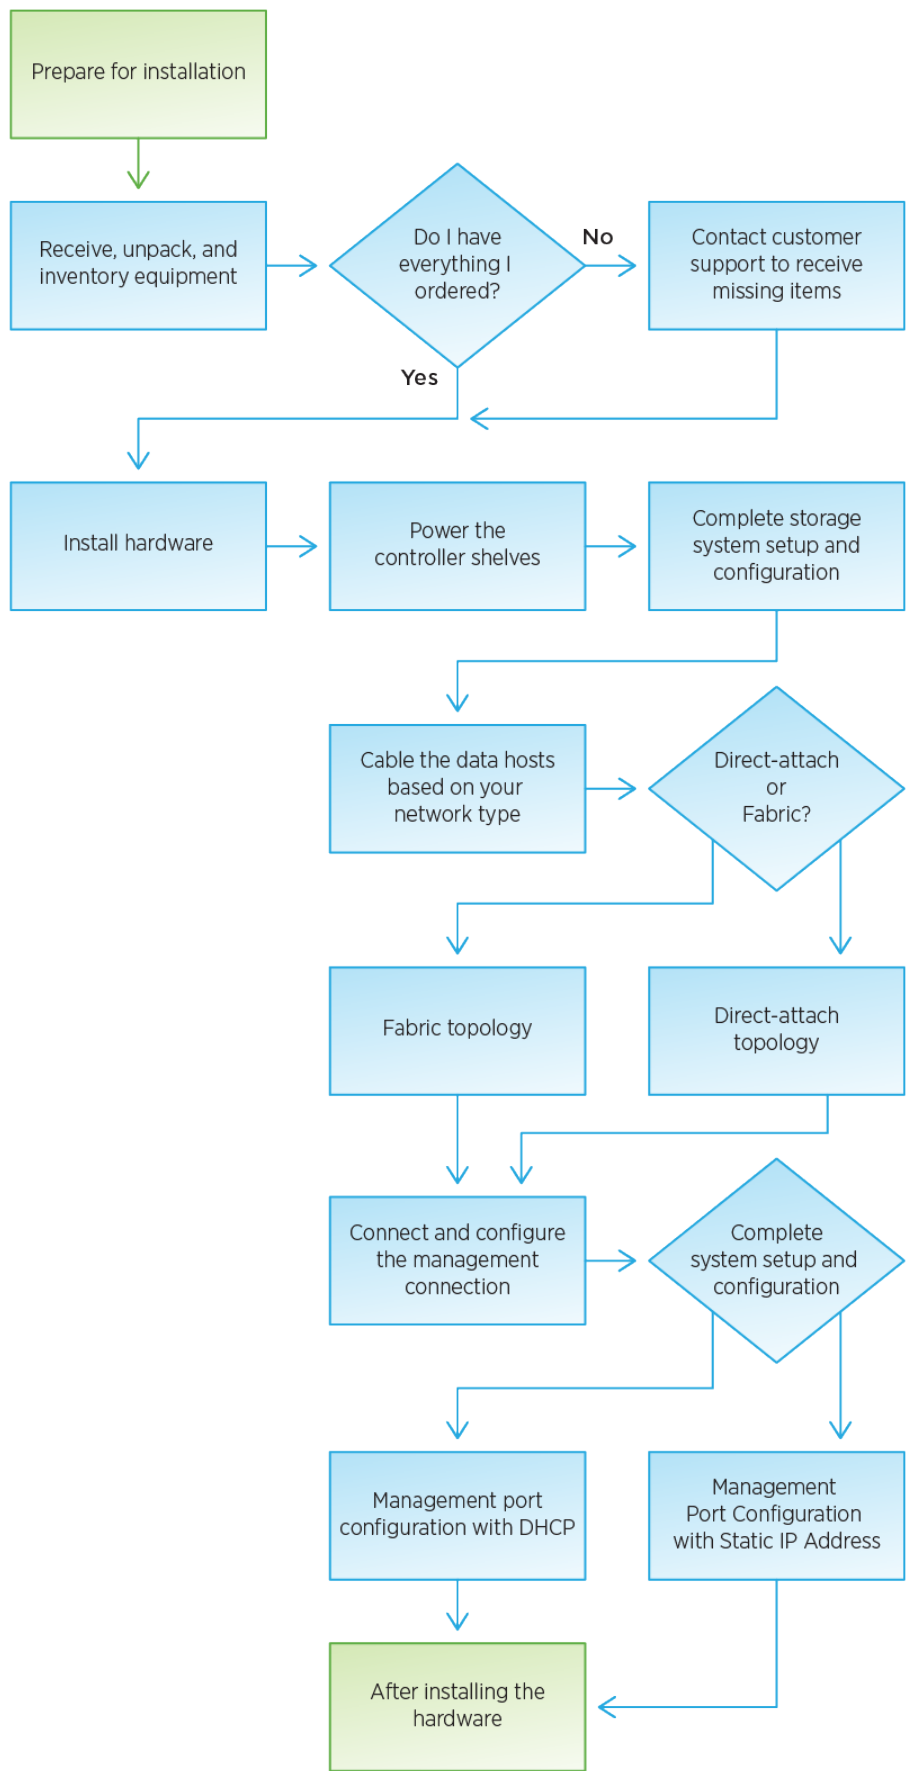 Prepare for installation
Receive, unpack, and
inventory equipment
Do I have
everything I
ordered?
No
Contact customer
support to receive
missing items
Yes
Install hardware
Power the
controller shelves
Complete storage
system setup and
configuration
Cable the data hosts
based on your
network type
Direct-attach
or
Fabric?
Fabric topology
Direct-attach
topology
Connect and configure
the management
connection
Complete
system setup and
configuration
Management port
configuration with DHCP
Management
Port Configuration
with Static IP Address
After installing the
hardware